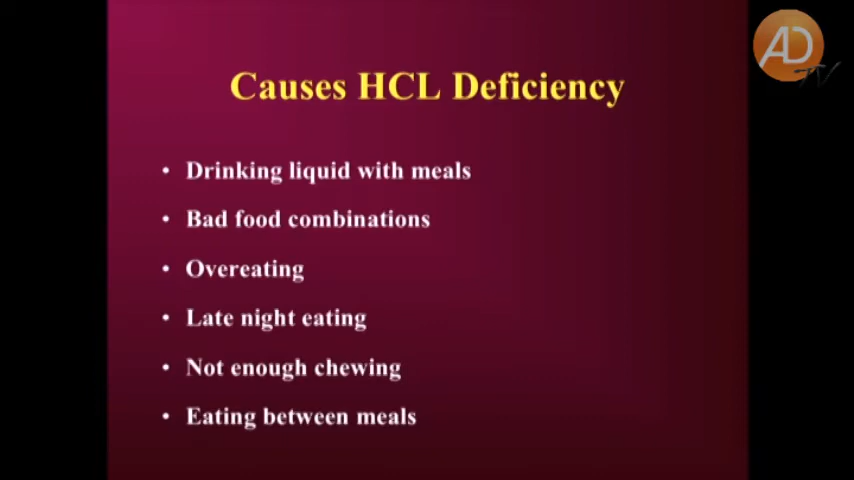 AD
TV
Causes HCL Deficiency
• Drinking liquid with meals
• Bad food combinations
• Overeating
• Late night eating
• Not enough chewing
• Eating between meals